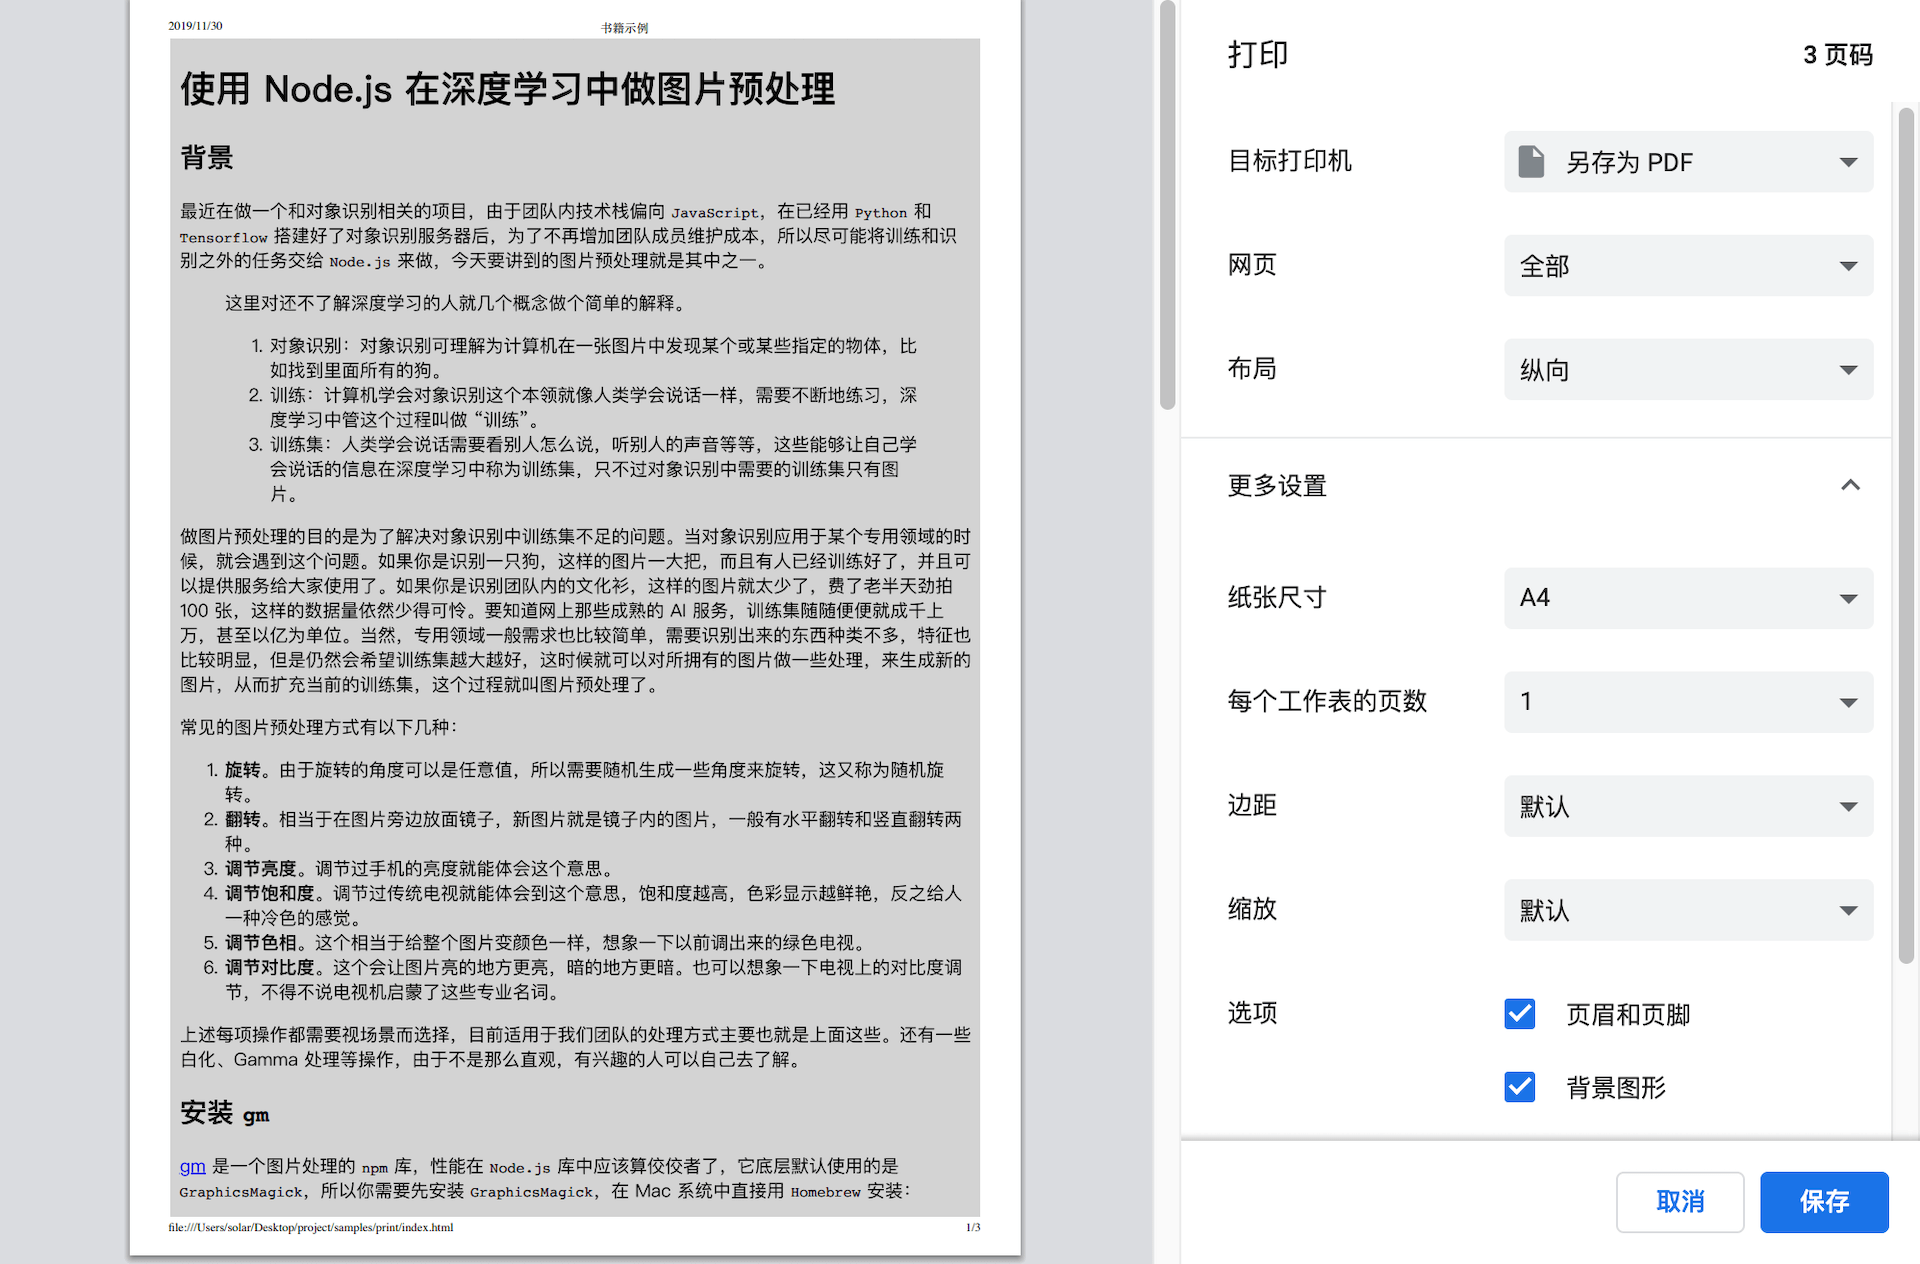 2019/11/30 书籍示例
使用 Node.js 在深度学习中做图片预处理
背景
最近在做一个和对象识别相关的项目，由于团队内技术栈偏向 JavaScript，在已经用 Python 和
Tensorflow 搭建好了对象识别服务器后，为了不再增加团队成员维护成本，所以尽可能将训练和识
别之外的任务交给 Node.js 来做，今天要讲到的图片预处理就是其中之一。
这里对还不了解深度学习的人就几个概念做个简单的解释。
1. 对象识别：对象识别可理解为计算机在一张图片中发现某个或某些指定的物体，比
如找到里面所有的狗。
2. 训练：计算机学会对象识别这个本领就像人类学会说话一样，需要不断地练习，深
度学习中管这个过程叫做“训练”。
3. 训练集：人类学会说话需要看别人怎么说，听别人的声音等等，这些能够让自己学
会说话的信息在深度学习中称为训练集，只不过对象识别中需要的训练集只有图
片。
做图片预处理的目的是为了解决对象识别中训练集不足的问题。当对象识别应用于某个专用领域的时
候，就会遇到这个问题。如果你是识别一只狗，这样的图片一大把，而且有人已经训练好了，并且可
以提供服务给大家使用了。如果你是识别团队内的文化衫，这样的图片就太少了，费了老半天劲拍
100 张，这样的数据量依然少得可怜。要知道网上那些成熟的 AI 服务，训练集随随便便就成千上
万，甚至以亿为单位。当然，专用领域一般需求也比较简单，需要识别出来的东西种类不多，特征也
比较明显，但是仍然会希望训练集越大越好，这时候就可以对所拥有的图片做一些处理，来生成新的
图片，从而扩充当前的训练集，这个过程就叫图片预处理了。
常见的图片预处理方式有以下几种：
1. 旋转。由于旋转的角度可以是任意值，所以需要随机生成一些角度来旋转，这又称为随机旋
转。
2. 翻转。相当于在图片旁边放面镜子，新图片就是镜子内的图片，一般有水平翻转和竖直翻转两
种。
3. 调节亮度。调节过手机的亮度就能体会这个意思。
4. 调节饱和度。调节过传统电视就能体会到这个意思，饱和度越高，色彩显示越鲜艳，反之给人
一种冷色的感觉。
5. 调节色相。这个相当于给整个图片变颜色一样，想象一下以前调出来的绿色电视。
6. 调节对比度。这个会让图片亮的地方更亮，暗的地方更暗。也可以想象一下电视上的对比度调
节，不得不说电视机启蒙了这些专业名词。
上述每项操作都需要视场景而选择，目前适用于我们团队的处理方式主要也就是上面这些。还有一些
白化、Gamma 处理等操作，由于不是那么直观，有兴趣的人可以自己去了解。
安装 gm
gm 是一个图片处理的 npm 库，性能在 Node.js 库中应该算佼佼者了，它底层默认使用的是
GraphicsMagick，所以你需要先安装 GraphicsMagick，在 Mac 系统中直接用 Homebrew 安装：
file:///Users/solar/Desktop/project/samples/print/index.html 1/3
打印 3 页码
目标打印机 另存为 PDF
网页 全部
布局 纵向
更多设置
纸张尺寸 A4
每个工作表的页数 1
边距 默认
缩放 默认
选项 页眉和页脚
背景图形
取消 保存